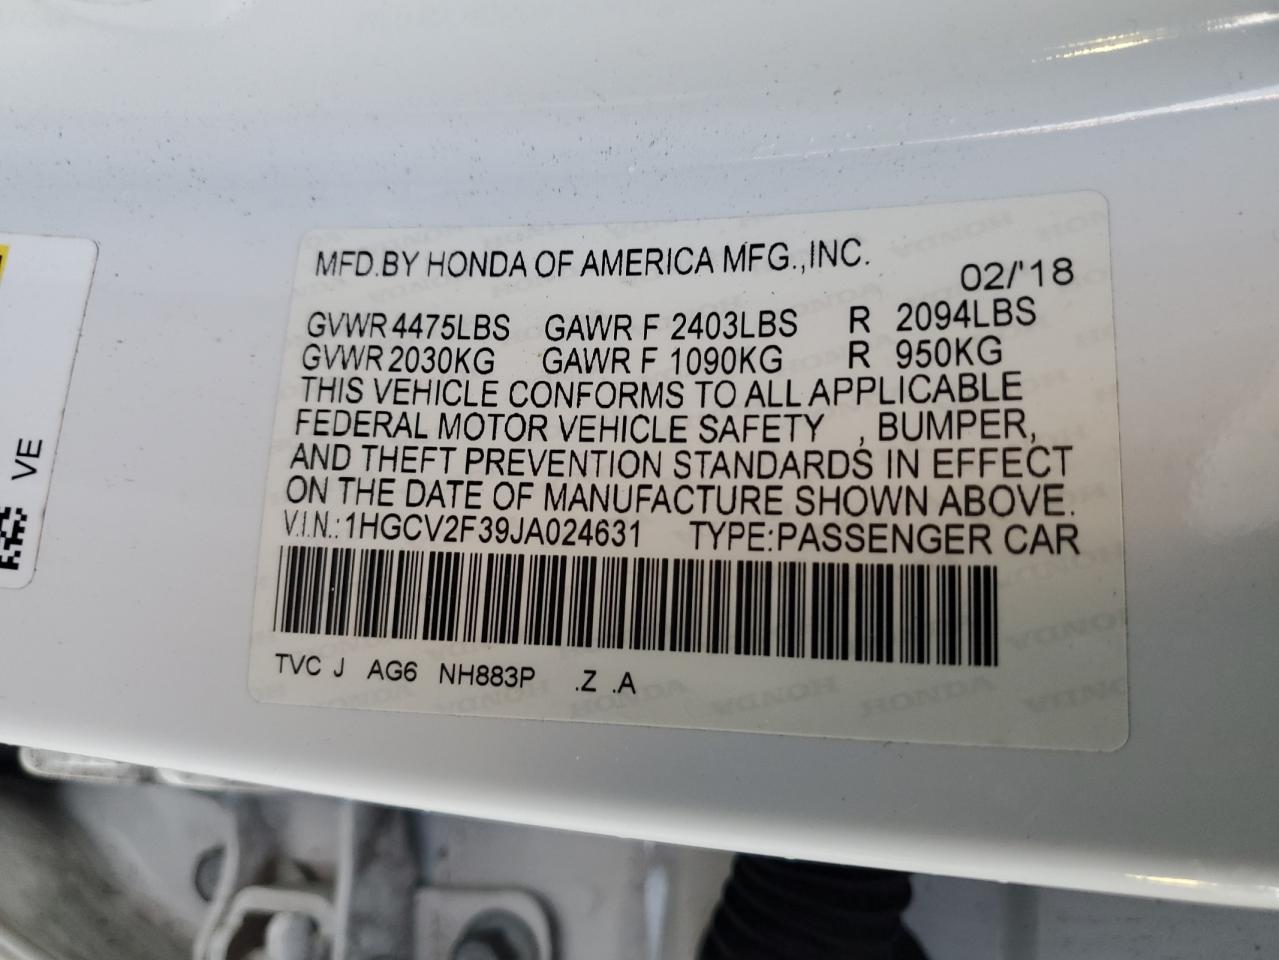 MFD.BY HONDA OF AMERICA MFG.,INC. 02/'18
GVWR 4475LBS GAWR F 2403LBS R 2094LBS
GVWR 2030KG GAWR F 1090KG R 950KG
THIS VEHICLE CONFORMS TO ALL APPLICABLE
FEDERAL MOTOR VEHICLE SAFETY , BUMPER,
AND THEFT PREVENTION STANDARDS IN EFFECT
ON THE DATE OF MANUFACTURE SHOWN ABOVE.
V.I.N.:1HGCV2F39JA024631 TYPE:PASSENGER CAR
TVC J AG6 NH883P .Z .A
VE